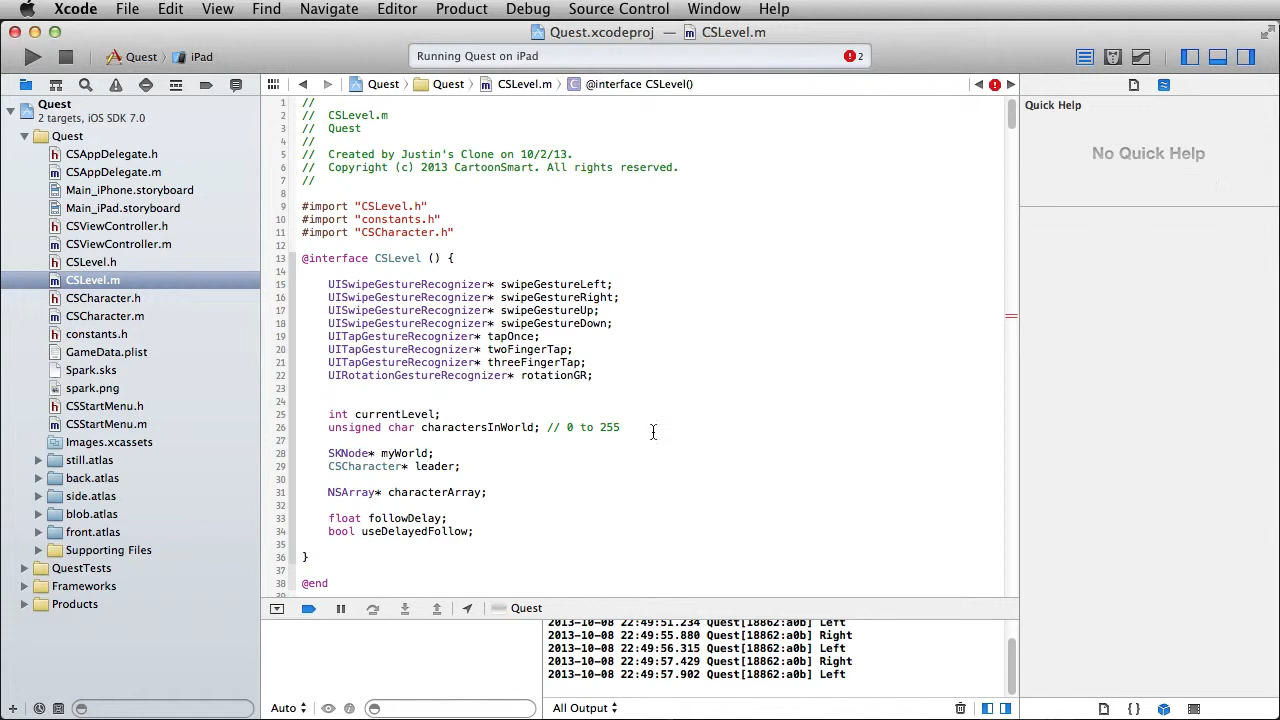 Xcode File Edit View Find Navigate Editor Product Debug Source Control Window Help
Quest.xcodeproj — CSLevel.m
Quest iPad Running Quest on iPad 2
Quest Quest CSLevel.m @interface CSLevel()
Quest
2 targets, iOS SDK 7.0
Quest
CSAppDelegate.h
CSAppDelegate.m
Main_iPhone.storyboard
Main_iPad.storyboard
CSViewController.h
CSViewController.m
CSLevel.h
CSLevel.m
CSCharacter.h
CSCharacter.m
constants.h
GameData.plist
Spark.sks
spark.png
CSStartMenu.h
CSStartMenu.m
Images.xcassets
still.atlas
back.atlas
side.atlas
blob.atlas
front.atlas
Supporting Files
QuestTests
Frameworks
Products
1 //
2 // CSLevel.m
3 // Quest
4 //
5 // Created by Justin's Clone on 10/2/13.
6 // Copyright (c) 2013 CartoonSmart. All rights reserved.
7 //
8
9 #import "CSLevel.h"
10 #import "constants.h"
11 #import "CSCharacter.h"
12
13 @interface CSLevel () {
14
15 UISwipeGestureRecognizer* swipeGestureLeft;
16 UISwipeGestureRecognizer* swipeGestureRight;
17 UISwipeGestureRecognizer* swipeGestureUp;
18 UISwipeGestureRecognizer* swipeGestureDown;
19 UITapGestureRecognizer* tapOnce;
20 UITapGestureRecognizer* twoFingerTap;
21 UITapGestureRecognizer* threeFingerTap;
22 UIRotationGestureRecognizer* rotationGR;
23
24
25 int currentLevel;
26 unsigned char charactersInWorld; // 0 to 255
27
28 SKNode* myWorld;
29 CSCharacter* leader;
30
31 NSArray* characterArray;
32
33 float followDelay;
34 bool useDelayedFollow;
35
36 }
37
38 @end
Quick Help
No Quick Help
Quest
2013-10-08 22:49:51.234 Quest[18862:a0b] Left
2013-10-08 22:49:55.880 Quest[18862:a0b] Right
2013-10-08 22:49:56.315 Quest[18862:a0b] Left
2013-10-08 22:49:57.429 Quest[18862:a0b] Right
2013-10-08 22:49:57.902 Quest[18862:a0b] Left
Auto All Output